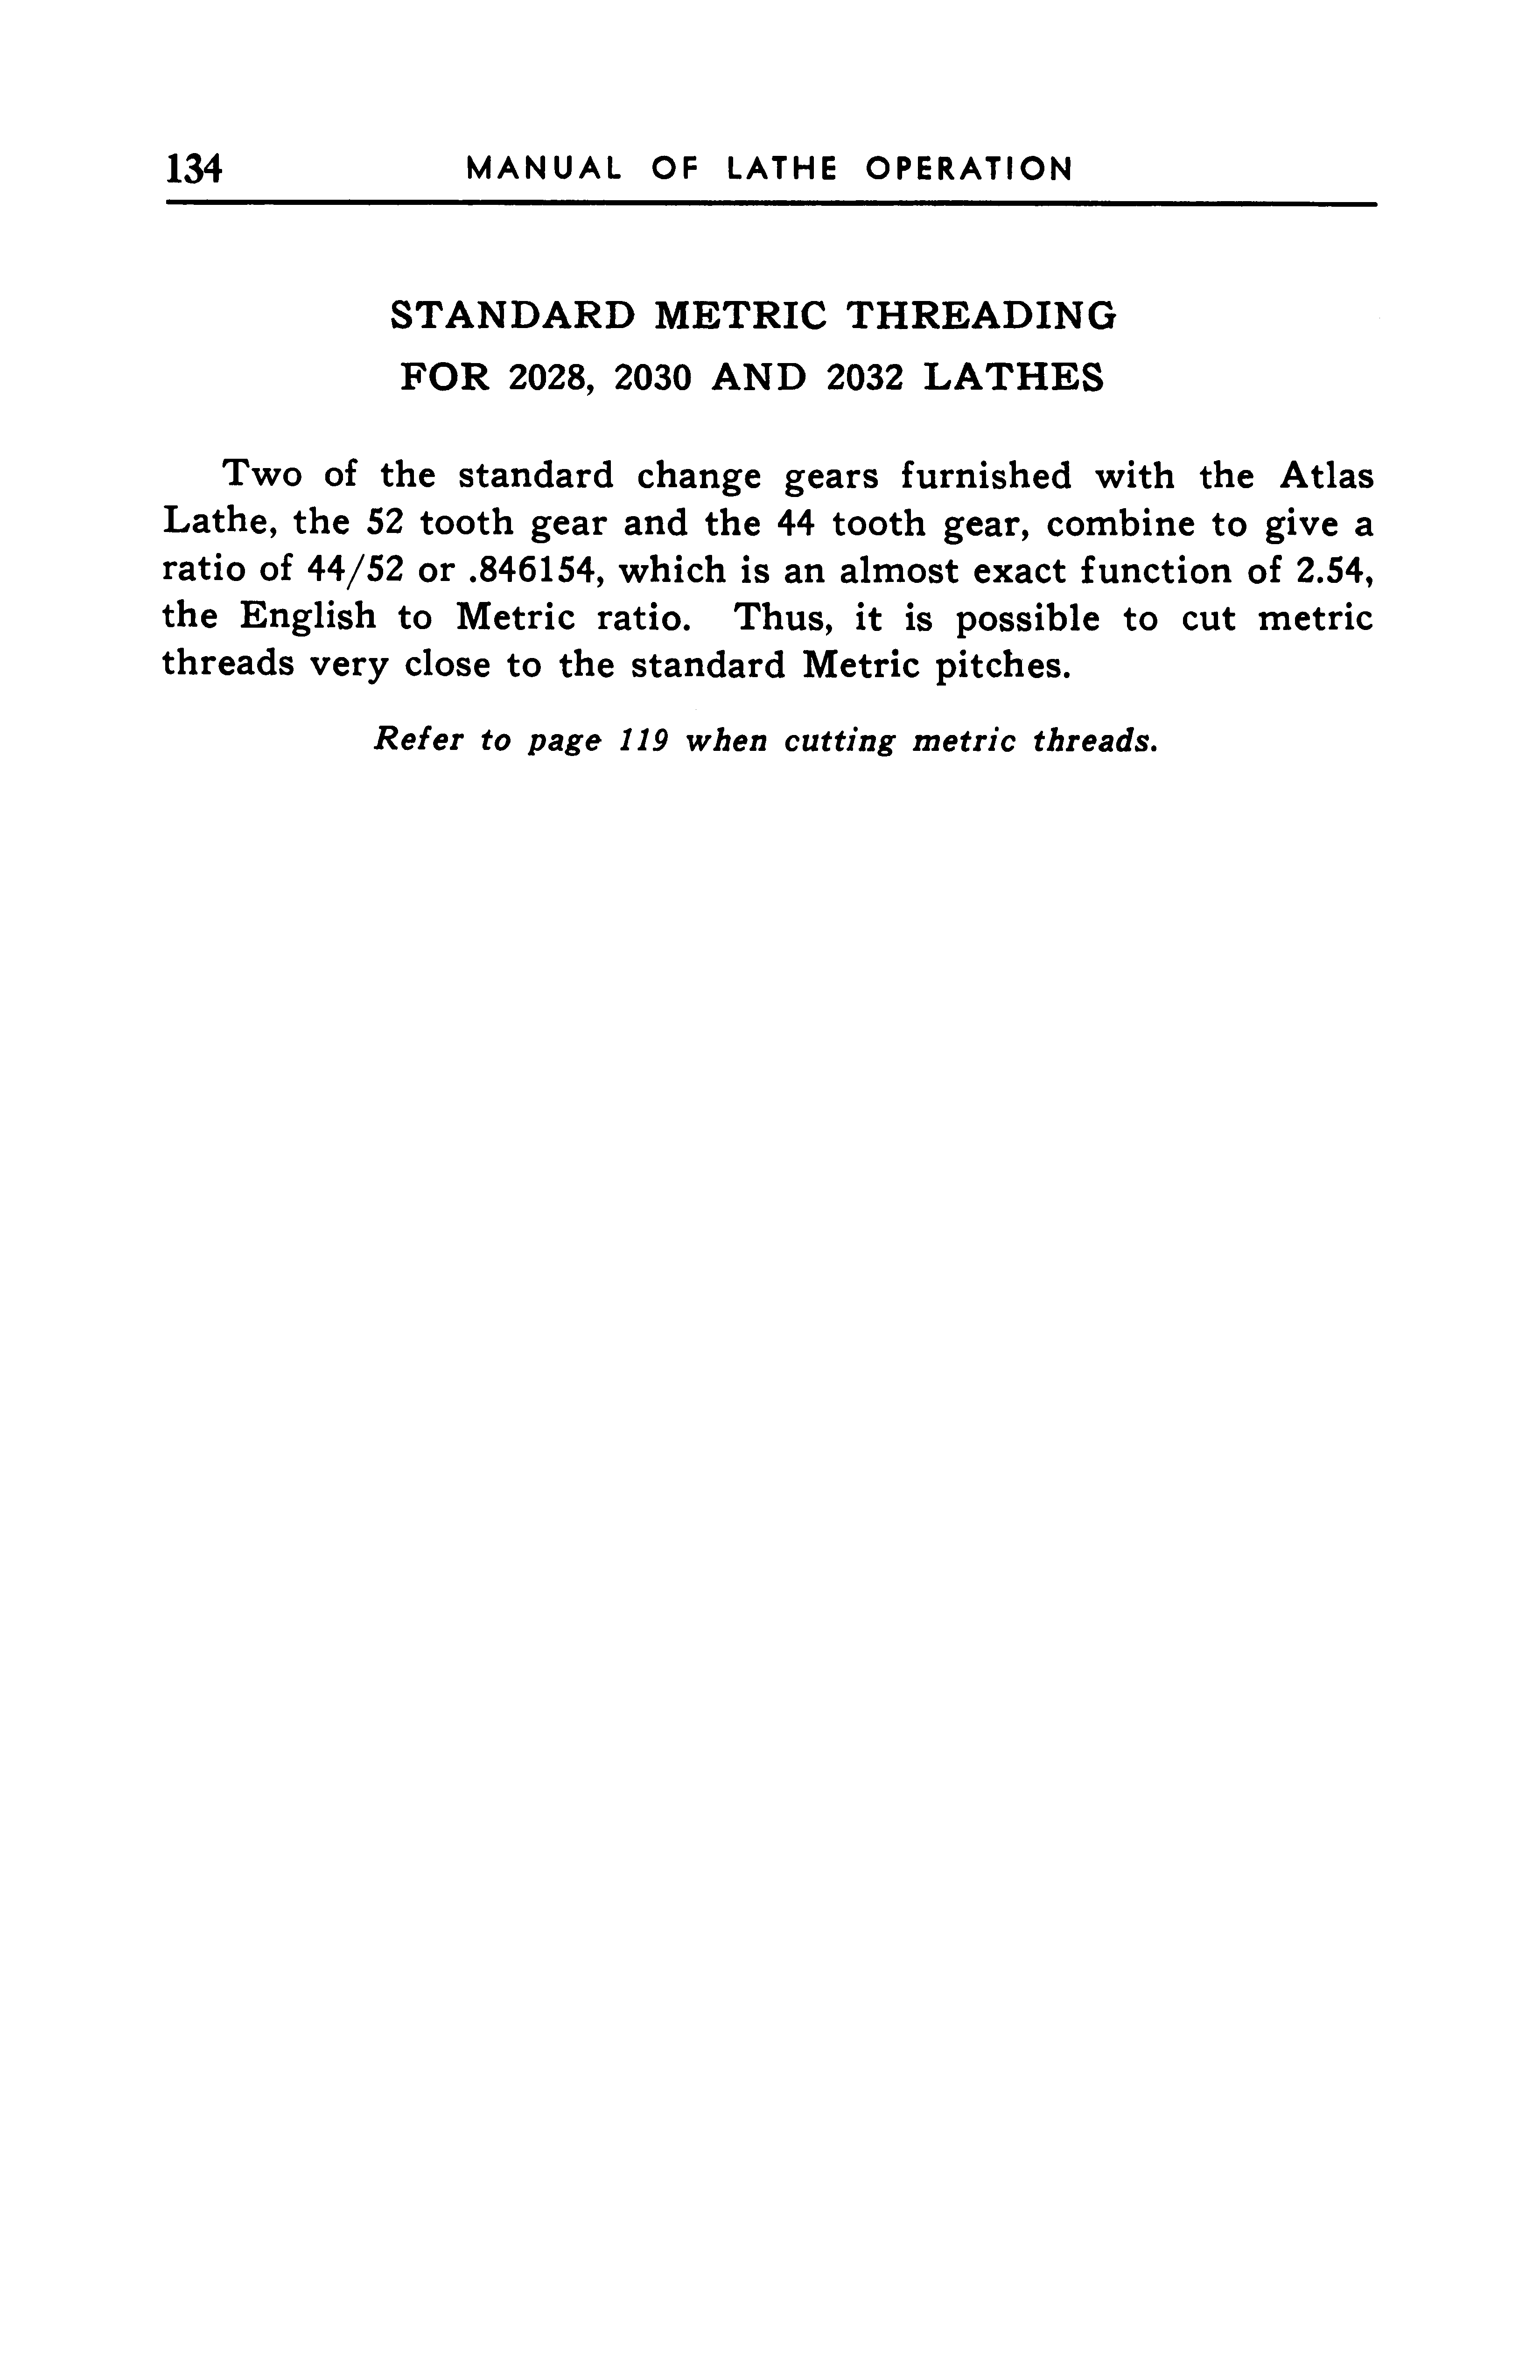 134 MANUAL OF LATHE OPERATION
STANDARD METRIC THREADING
FOR 2028, 2030 AND 2032 LATHES
Two of the standard change gears furnished with the Atlas
Lathe, the 52 tooth gear and the 44 tooth gear, combine to give a
ratio of 44/52 or .846154, which is an almost exact function of 2.54,
the English to Metric ratio. Thus, it is possible to cut metric
threads very close to the standard Metric pitches.
Refer to page 119 when cutting metric threads.